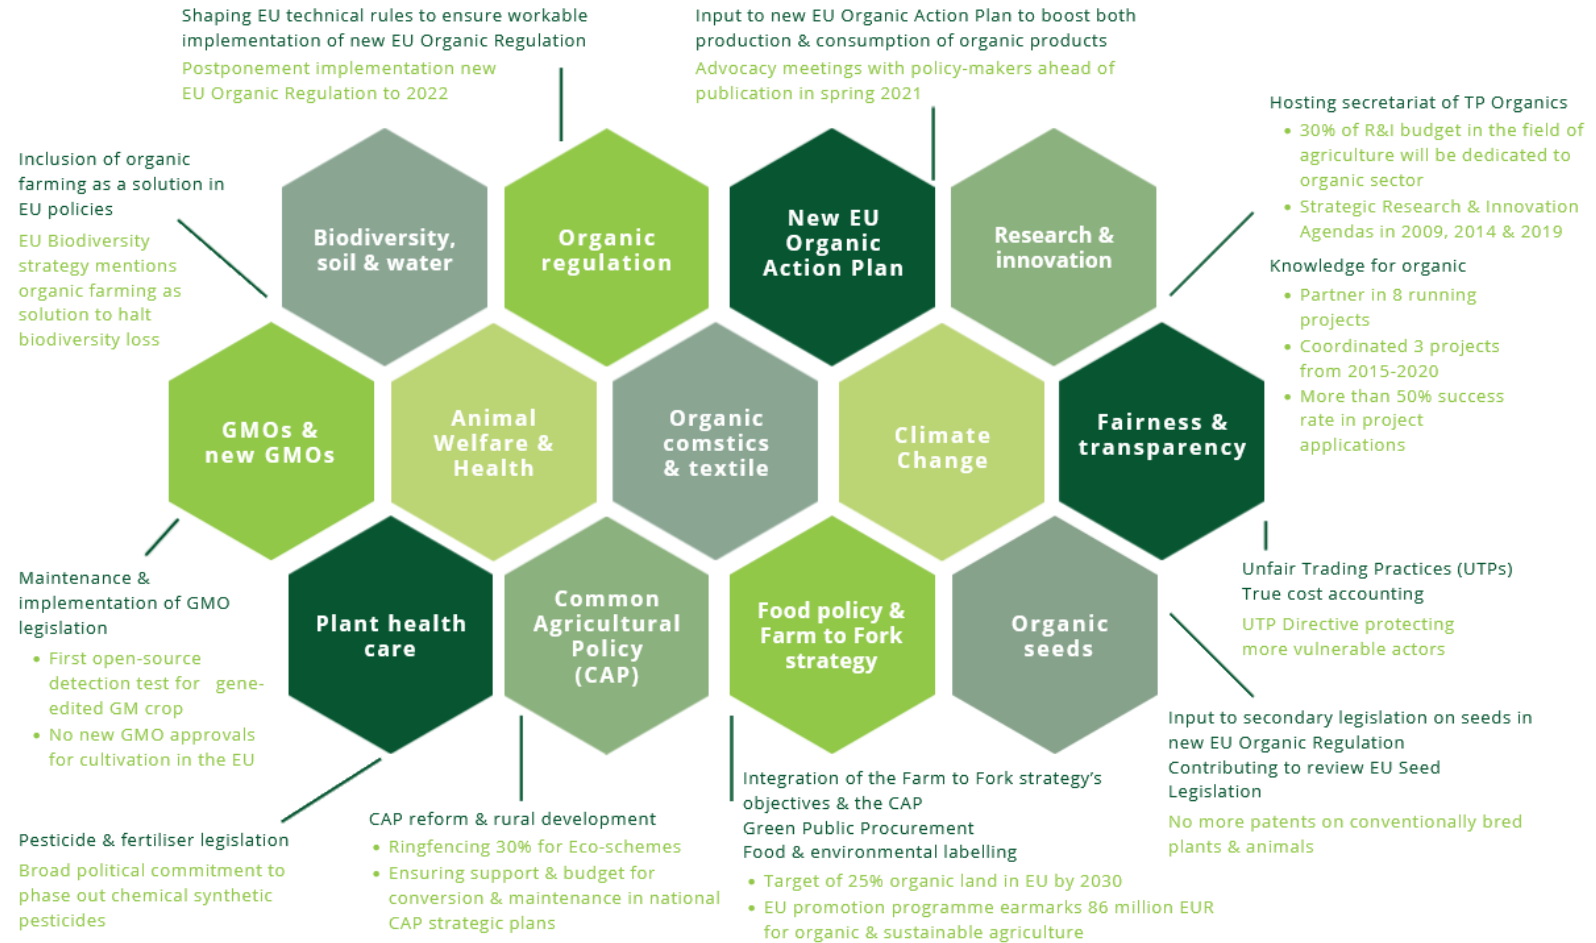 Shaping EU technical rules to ensure workable
implementation of new EU Organic Regulation
Postponement implementation new
EU Organic Regulation to 2022
Input to new EU Organic Action Plan to boost both
production & consumption of organic products
Advocacy meetings with policy-makers ahead of
publication in spring 2021
Hosting secretariat of TP Organics
• 30% of R&I budget in the field of
agriculture will be dedicated to
organic sector
• Strategic Research & Innovation
Agendas in 2009, 2014 & 2019
Knowledge for organic
• Partner in 8 running
projects
• Coordinated 3 projects
from 2015-2020
• More than 50% success
rate in project
applications
Inclusion of organic
farming as a solution in
EU policies
EU Biodiversity
strategy mentions
organic farming as
solution to halt
biodiversity loss
Biodiversity,
soil & water
Organic
regulation
New EU
Organic
Action Plan
Research &
innovation
GMOs &
new GMOs
Animal
Welfare &
Health
Organic
comstics
& textile
Climate
Change
Fairness &
transparency
Plant health
care
Common
Agricultural
Policy
(CAP)
Food policy &
Farm to Fork
strategy
Organic
seeds
Maintenance &
implementation of GMO
legislation
• First open-source
detection test for gene-
edited GM crop
• No new GMO approvals
for cultivation in the EU
Unfair Trading Practices (UTPs)
True cost accounting
UTP Directive protecting
more vulnerable actors
Input to secondary legislation on seeds in
new EU Organic Regulation
Contributing to review EU Seed
Legislation
No more patents on conventionally bred
plants & animals
Pesticide & fertiliser legislation
Broad political commitment to
phase out chemical synthetic
pesticides
CAP reform & rural development
• Ringfencing 30% for Eco-schemes
• Ensuring support & budget for
conversion & maintenance in national
CAP strategic plans
Integration of the Farm to Fork strategy's
objectives & the CAP
Green Public Procurement
Food & environmental labelling
• Target of 25% organic land in EU by 2030
• EU promotion programme earmarks 86 million EUR
for organic & sustainable agriculture